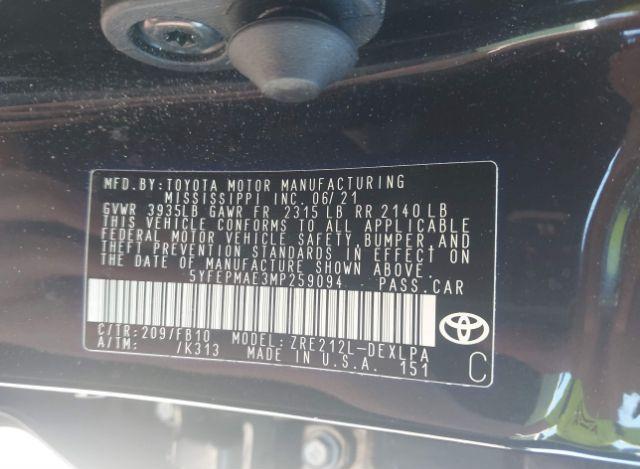 MFD.BY:TOYOTA MOTOR MANUFACTURING
MISSISSIPPI INC. 06/21
GVWR 3935LB GAWR FR 2315 LB RR 2140 LB
THIS VEHICLE CONFORMS TO ALL APPLICABLE
FEDERAL MOTOR VEHICLE SAFETY, BUMPER, AND
THEFT PREVENTION STANDARDS IN EFFECT ON
THE DATE OF MANUFACTURE SHOWN ABOVE.
5YFEPMAE3MP259094 PASS.CAR
C/TR:209/FB10 MODEL: ZRE212L-DEXLPA
A/TM: /K313 MADE IN U.S.A. 151
C